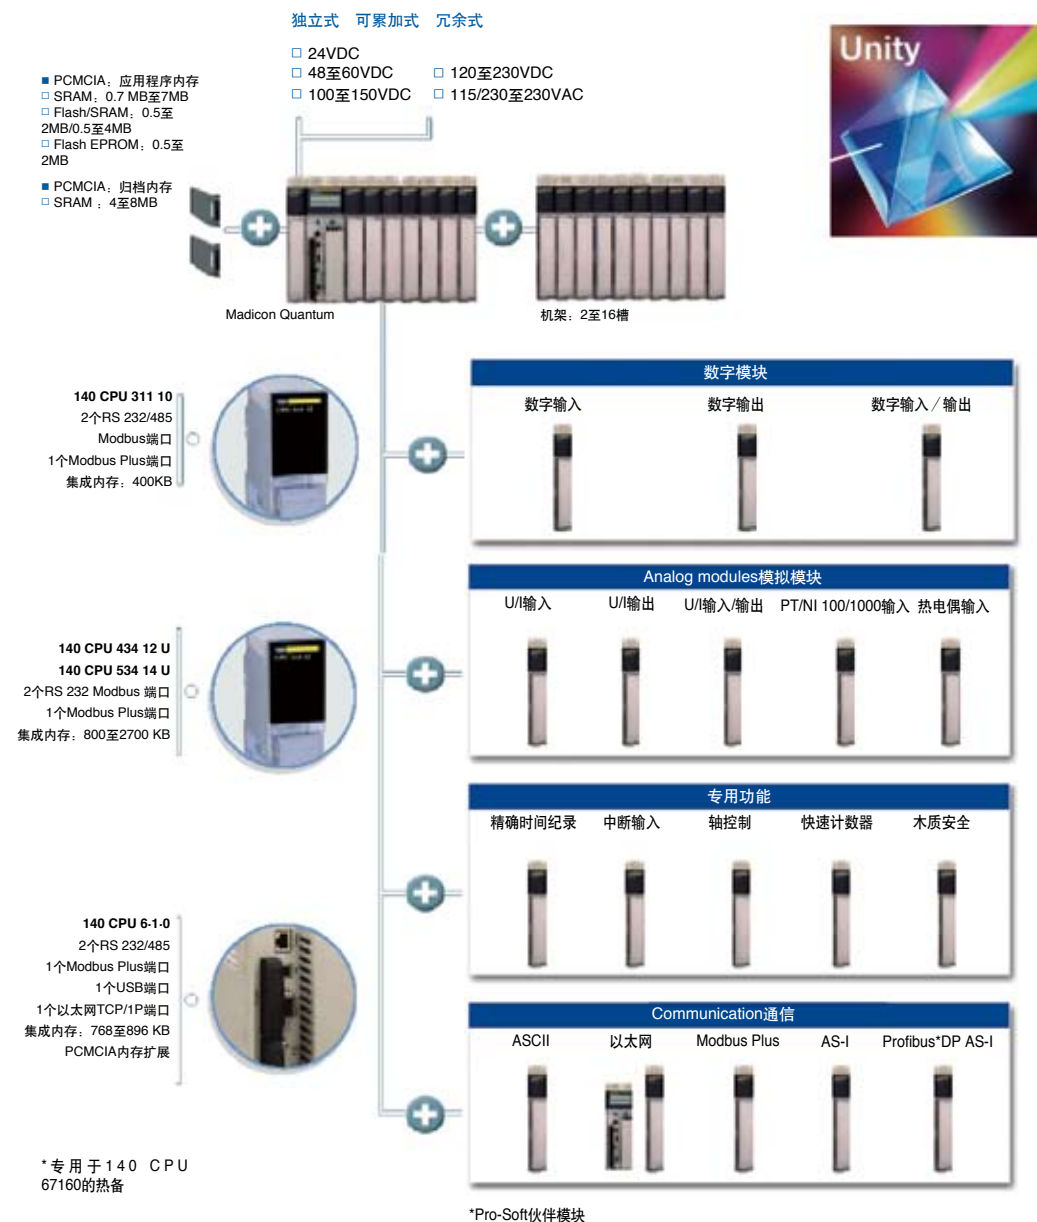 独立式 可累加式 冗余式
□ 24VDC
□ 48至60VDC □ 120至230VDC
□ 100至150VDC □ 115/230至230VAC
Unity
■ PCMCIA：应用程序内存
□ SRAM：0.7 MB至7MB
□ Flash/SRAM：0.5至
2MB/0.5至4MB
□ Flash EPROM：0.5至
2MB
■ PCMCIA：归档内存
□ SRAM ：4至8MB
Madicon Quantum
机架：2至16槽
140 CPU 311 10
2个RS 232/485
Modbus端口
1个Modbus Plus端口
集成内存：400KB
数字模块
数字输入 数字输出 数字输入／输出
Analog modules模拟模块
U/I输入 U/I输出 U/I输入/输出 PT/NI 100/1000输入 热电偶输入
140 CPU 434 12 U
140 CPU 534 14 U
2个RS 232 Modbus 端口
1个Modbus Plus端口
集成内存：800至2700 KB
专用功能
精确时间纪录 中断输入 轴控制 快速计数器 木质安全
140 CPU 6-1-0
2个RS 232/485
1个Modbus Plus端口
1个USB端口
1个以太网TCP/1P端口
集成内存：768至896 KB
PCMCIA内存扩展
Communication通信
ASCII 以太网 Modbus Plus AS-I Profibus*DP AS-I
*专用于140 CPU
67160的热备
*Pro-Soft伙伴模块